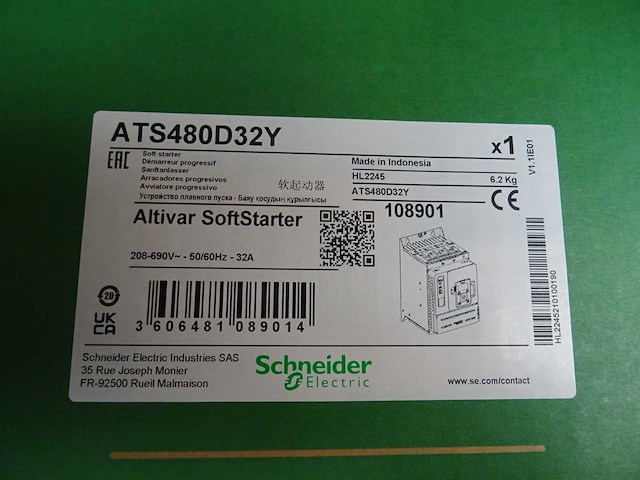 ATS480D32Y
x1
EAC
Soft starter
Démarreur progressif
Sanftanlasser
Arracadores progresivos
Avviatore progressivo
软起动器
Устройство плавного пуска - Баяу қосудың құрылғысы
Made in Indonesia
HL2245 6.2 Kg
ATS480D32Y
108901
CE
V1.1IE01
Altivar SoftStarter
208-690V~ - 50/60Hz - 32A
20
UK
CA
3 606481 089014
HL2245210100190
Schneider Electric Industries SAS
35 Rue Joseph Monier
FR-92500 Rueil Malmaison
Schneider
Electric
www.se.com/contact